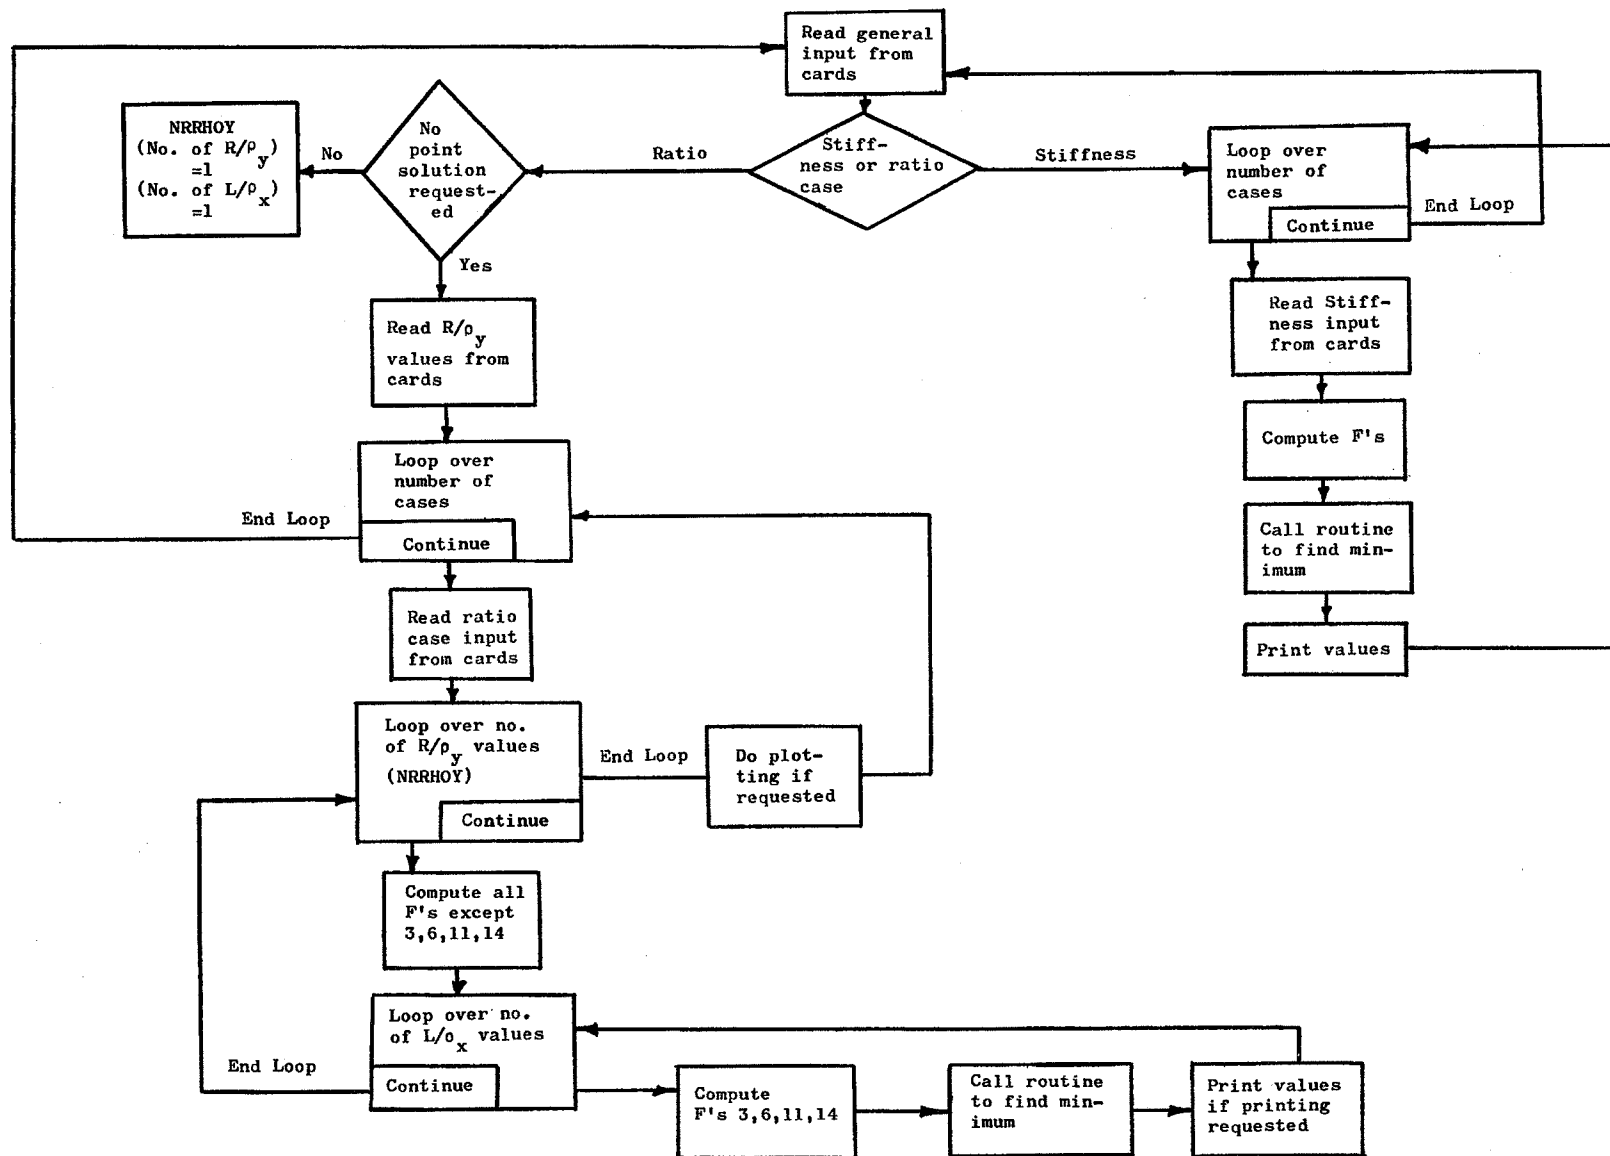 Read general
input from
cards
NRRHOY
(No. of R/ρy)
=1
(No. of L/ρx)
=1
No
No
point
solution
request-
ed
Yes
Ratio
Stiff-
ness or ratio
case
Stiffness
Loop over
number of
cases
Continue
End Loop
Read Stiff-
ness input
from cards
Compute F's
Call routine
to find min-
imum
Print values
Read R/ρy
values from
cards
Loop over
number of
cases
Continue
End Loop
Read ratio
case input
from cards
Loop over no.
of R/ρy values
(NRRHOY)
Continue
End Loop
Do plot-
ting if
requested
Compute all
F's except
3,6,11,14
Loop over no.
of L/ρx values
Continue
End Loop
Compute
F's 3,6,11,14
Call routine
to find min-
imum
Print values
if printing
requested